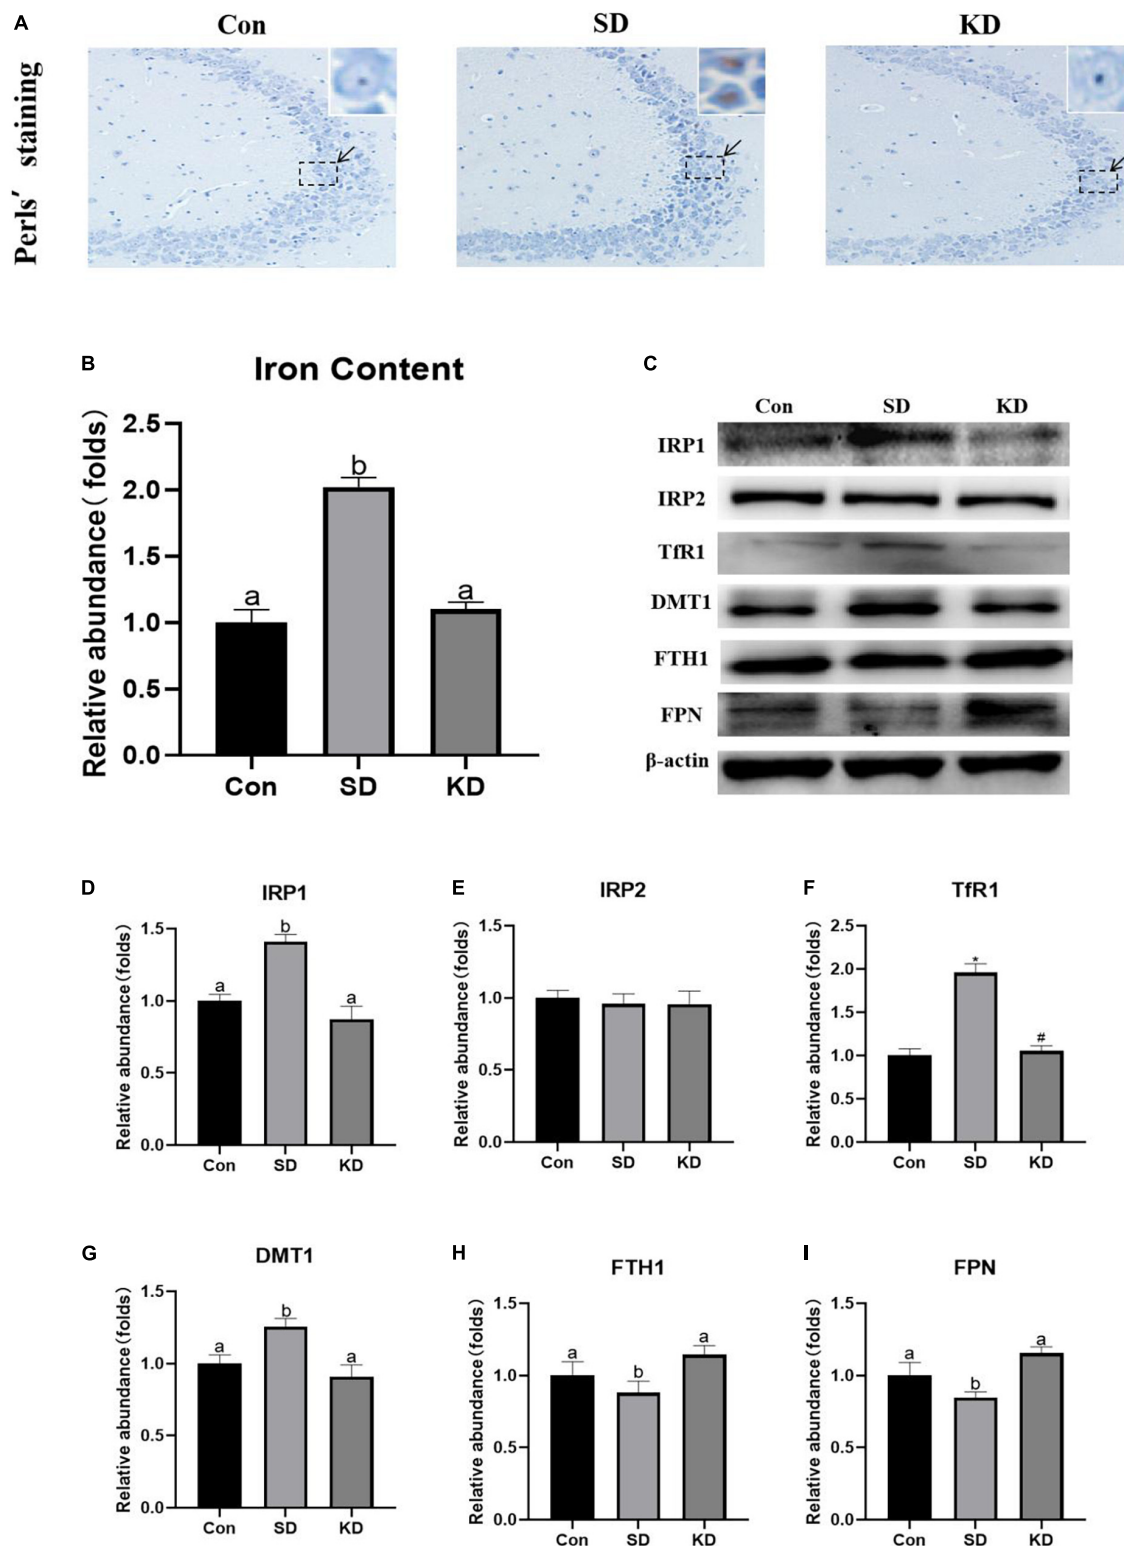 A
Con
SD
KD
Perls' staining
B
Iron Content
Relative abundance(folds)
2.5
2.0
1.5
1.0
0.5
0.0
a
b
a
Con
SD
KD
C
Con
SD
KD
IRP1
IRP2
TfR1
DMT1
FTH1
FPN
β-actin
D
IRP1
Relative abundance(folds)
1.5
1.0
0.5
0.0
a
b
a
Con
SD
KD
E
IRP2
Relative abundance(folds)
1.5
1.0
0.5
0.0
Con
SD
KD
F
TfR1
Relative abundance(folds)
2.5
2.0
1.5
1.0
0.5
0.0
*
#
Con
SD
KD
G
DMT1
Relative abundance(folds)
1.5
1.0
0.5
0.0
a
b
a
Con
SD
KD
H
FTH1
Relative abundance(folds)
1.5
1.0
0.5
0.0
a
b
a
Con
SD
KD
I
FPN
Relative abundance(folds)
1.5
1.0
0.5
0.0
a
b
a
Con
SD
KD